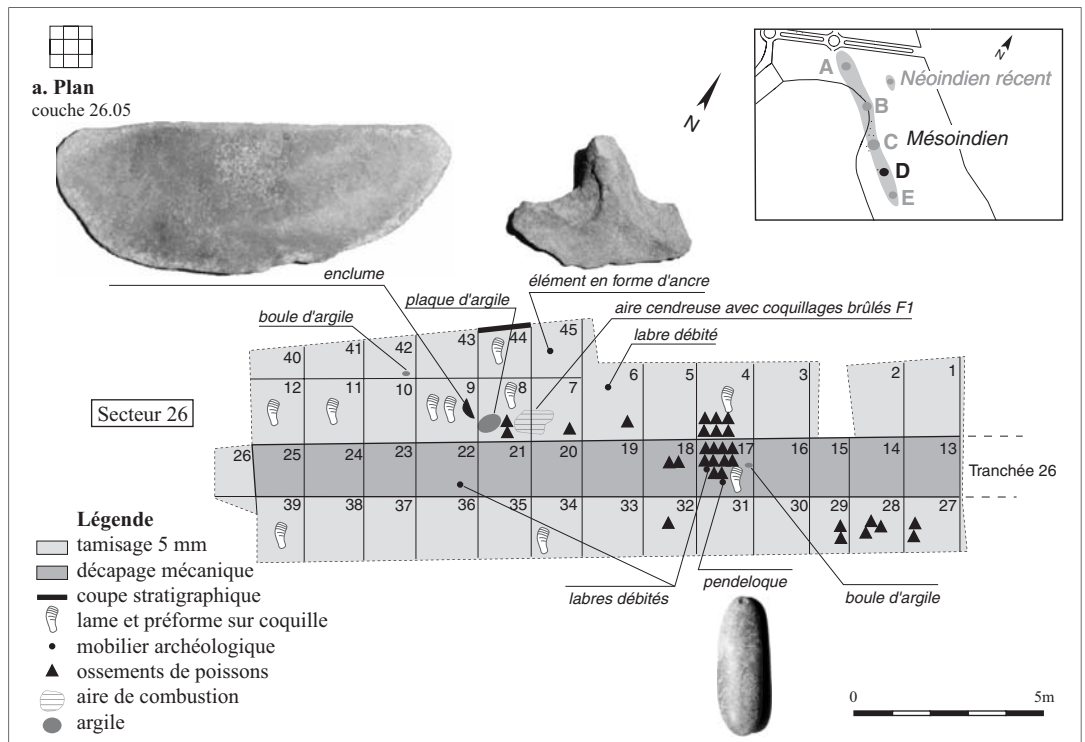 a. Plan
couche 26.05
N
N
A
Néoindien récent
B
C
Mésoindien
D
E
enclume
plaque d'argile
élément en forme d'ancre
boule d'argile
aire cendreuse avec coquillages brûlés F1
labre débité
40 41 42 43 44 45
12 11 10 9 8 7 6 5 4 3 2 1
Secteur 26
26 25 24 23 22 21 20 19 18 17 16 15 14 13
Tranchée 26
39 38 37 36 35 34 33 32 31 30 29 28 27
labres débités
pendeloque
boule d'argile
Légende
tamisage 5 mm
décapage mécanique
coupe stratigraphique
lame et préforme sur coquille
mobilier archéologique
ossements de poissons
aire de combustion
argile
0 5m